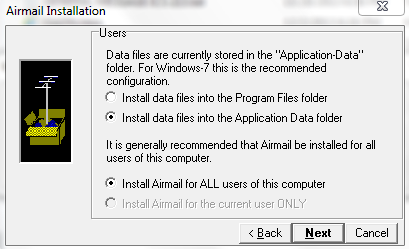 Airmail Installation
Users
Data files are currently stored in the "Application-Data"
folder. For Windows-7 this is the recommended
configuration.
Install data files into the Program Files folder
Install data files into the Application Data folder
It is generally recommended that Airmail be installed for all
users of this computer.
Install Airmail for ALL users of this computer
Install Airmail for the current user ONLY
< Back Next Cancel